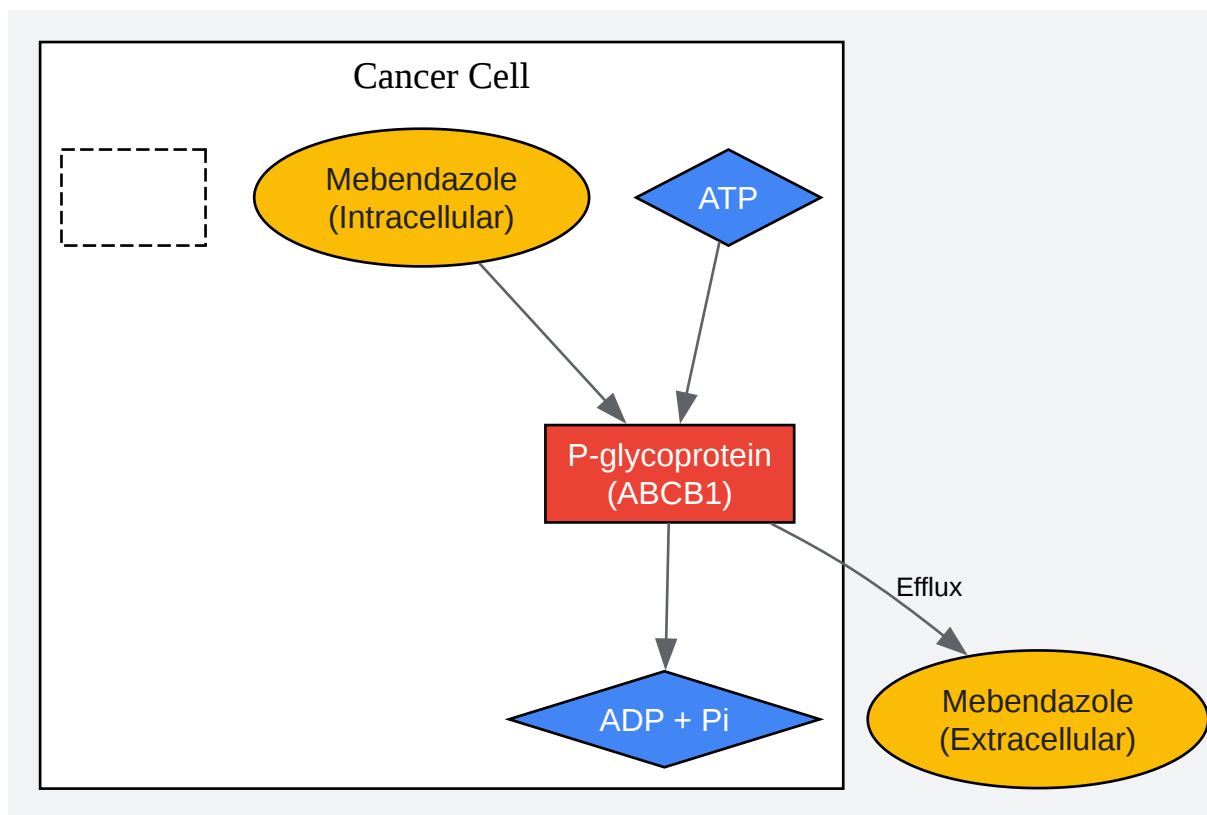 Cancer Cell
Mebendazole
(Intracellular)
ATP
P-glycoprotein
(ABCB1)
Efflux
ADP + Pi
Mebendazole
(Extracellular)